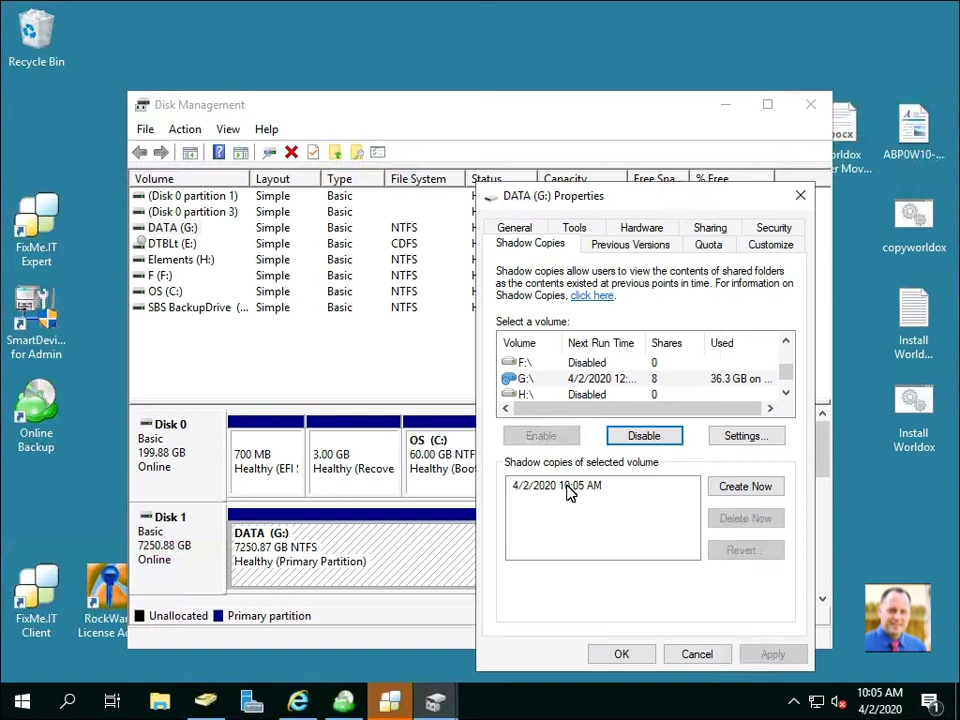 Recycle Bin
FixMe.IT
Expert
SmartDevi...
for Admin
Online
Backup
FixMe.IT
Client
RockWar
License Ad
Disk Management
File Action View Help
Volume Layout Type File System Status Capacity Free Spa... % Free
(Disk 0 partition 1) Simple Basic
(Disk 0 partition 3) Simple Basic
DATA (G:) Simple Basic NTFS
DTBLt (E:) Simple Basic CDFS
Elements (H:) Simple Basic NTFS
F (F:) Simple Basic
OS (C:) Simple Basic NTFS
SBS BackupDrive (... Simple Basic NTFS
Disk 0
Basic
199.88 GB
Online
700 MB
Healthy (EFI
3.00 GB
Healthy (Recove
OS (C:)
60.00 GB NTF
Healthy (Boot
Disk 1
Basic
7250.88 GB
Online
DATA (G:)
7250.87 GB NTFS
Healthy (Primary Partition)
Unallocated Primary partition
DATA (G:) Properties
General Tools Hardware Sharing Security
Shadow Copies Previous Versions Quota Customize
Shadow copies allow users to view the contents of shared folders
as the contents existed at previous points in time. For information on
Shadow Copies, click here.
Select a volume:
Volume Next Run Time Shares Used
F:\ Disabled 0
G:\ 4/2/2020 12:... 8 36.3 GB on ...
H:\ Disabled 0
Enable Disable Settings...
Shadow copies of selected volume
4/2/2020 10:05 AM
Create Now
Delete Now
Revert...
OK Cancel Apply
OCX
orldox
er Mov...
ABP0W10-...
copyworldox
Install
World...
Install
Worldox
10:05 AM
4/2/2020
1